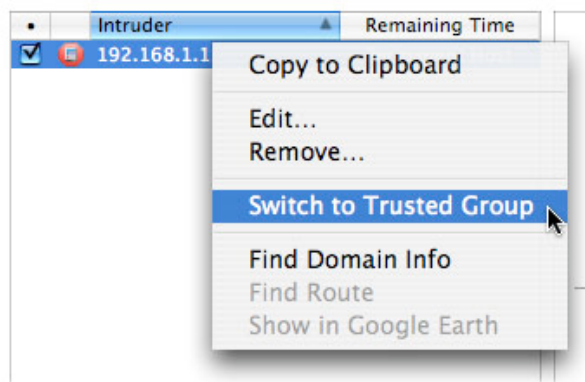 • Intruder Remaining Time
192.168.1.1
Copy to Clipboard
Edit...
Remove...
Switch to Trusted Group
Find Domain Info
Find Route
Show in Google Earth